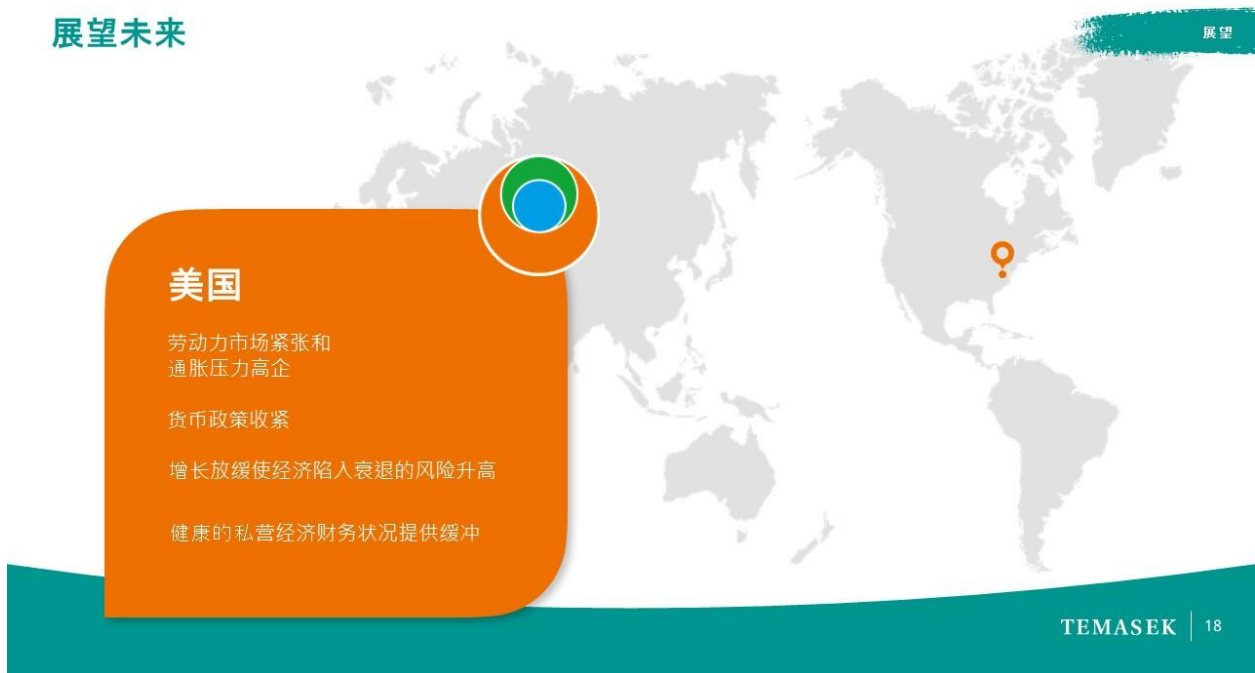 展望未来
展望
美国
劳动力市场紧张和
通胀压力高企
货币政策收紧
增长放缓使经济陷入衰退的风险升高
健康的私营经济财务状况提供缓冲
TEMASEK | 18